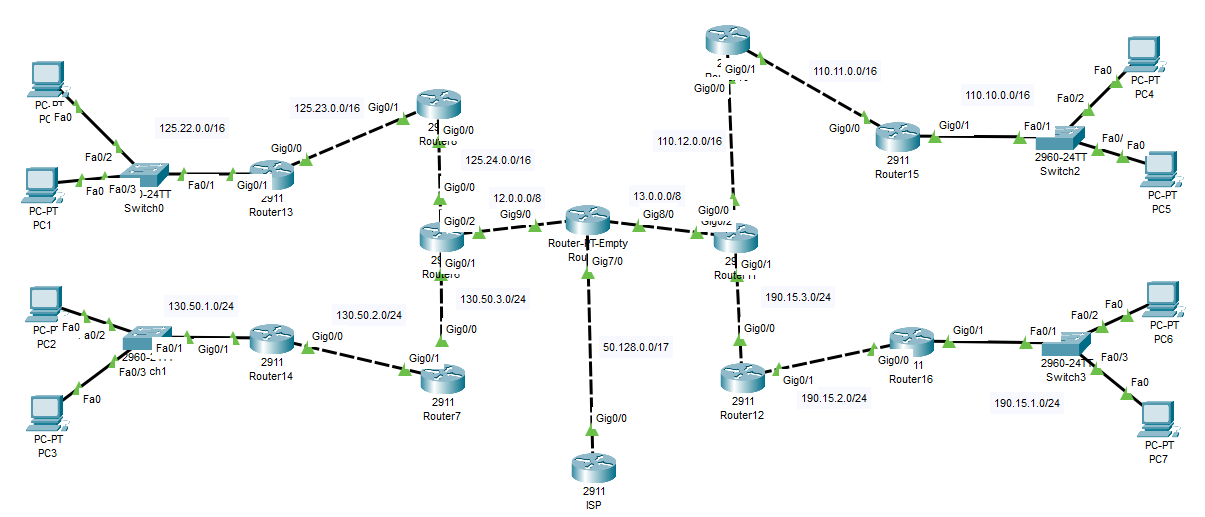 Gig0/1
Gig0/0
110.11.0.0/16
Fa0
PC-PT
PC4
PC-PT
Fa0
125.23.0.0/16
Gig0/1
110.10.0.0/16
Fa0/2
125.22.0.0/16
Gig0/0
Gig0/0
Gig0/1
Fa0/1
Fa0/
Fa0
110.12.0.0/16
2911
Router15
2960-24TT
Switch2
PC-PT
PC5
Fa0/2
Gig0/0
125.24.0.0/16
Fa0
Fa0/3
Fa0/1
Gig0/1
2911
Router13
Switch0
PC-PT
PC1
Gig0/0
12.0.0.0/8
13.0.0.0/8
Gig0/0
Gig0/2
Gig9/0
Gig8/0
Gig0/2
Router-PT-Empty
Gig7/0
Gig0/1
Gig0/1
130.50.1.0/24
130.50.2.0/24
130.50.3.0/24
190.15.3.0/24
Fa0
PC-PT
PC6
Fa0
Fa0/2
PC2
Fa0/1
Gig0/1
Gig0/0
Gig0/0
Gig0/0
Gig0/0
Gig0/1
Fa0/1
Fa0/2
2911
Router14
50.128.0.0/17
Router16
2960-24TT
Switch3
Fa0/3
Fa0/3
Fa0
Gig0/1
2911
Router7
2911
Router12
Gig0/1
190.15.2.0/24
190.15.1.0/24
Fa0
PC-PT
PC3
Gig0/0
PC-PT
PC7
2911
ISP